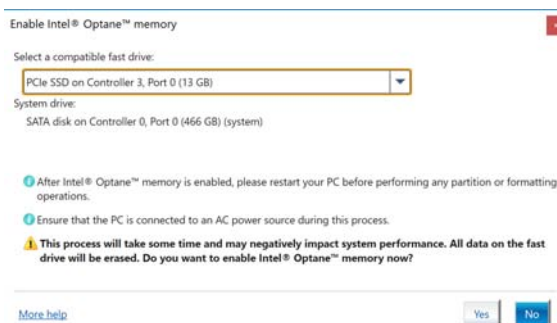 Enable Intel® Optane™ memory
Select a compatible fast drive:
PCIe SSD on Controller 3, Port 0 (13 GB)
System drive:
SATA disk on Controller 0, Port 0 (466 GB) (system)
After Intel® Optane™ memory is enabled, please restart your PC before performing any partition or formatting
operations.
Ensure that the PC is connected to an AC power source during this process.
This process will take some time and may negatively impact system performance. All data on the fast
drive will be erased. Do you want to enable Intel® Optane™ memory now?
More help
Yes
No